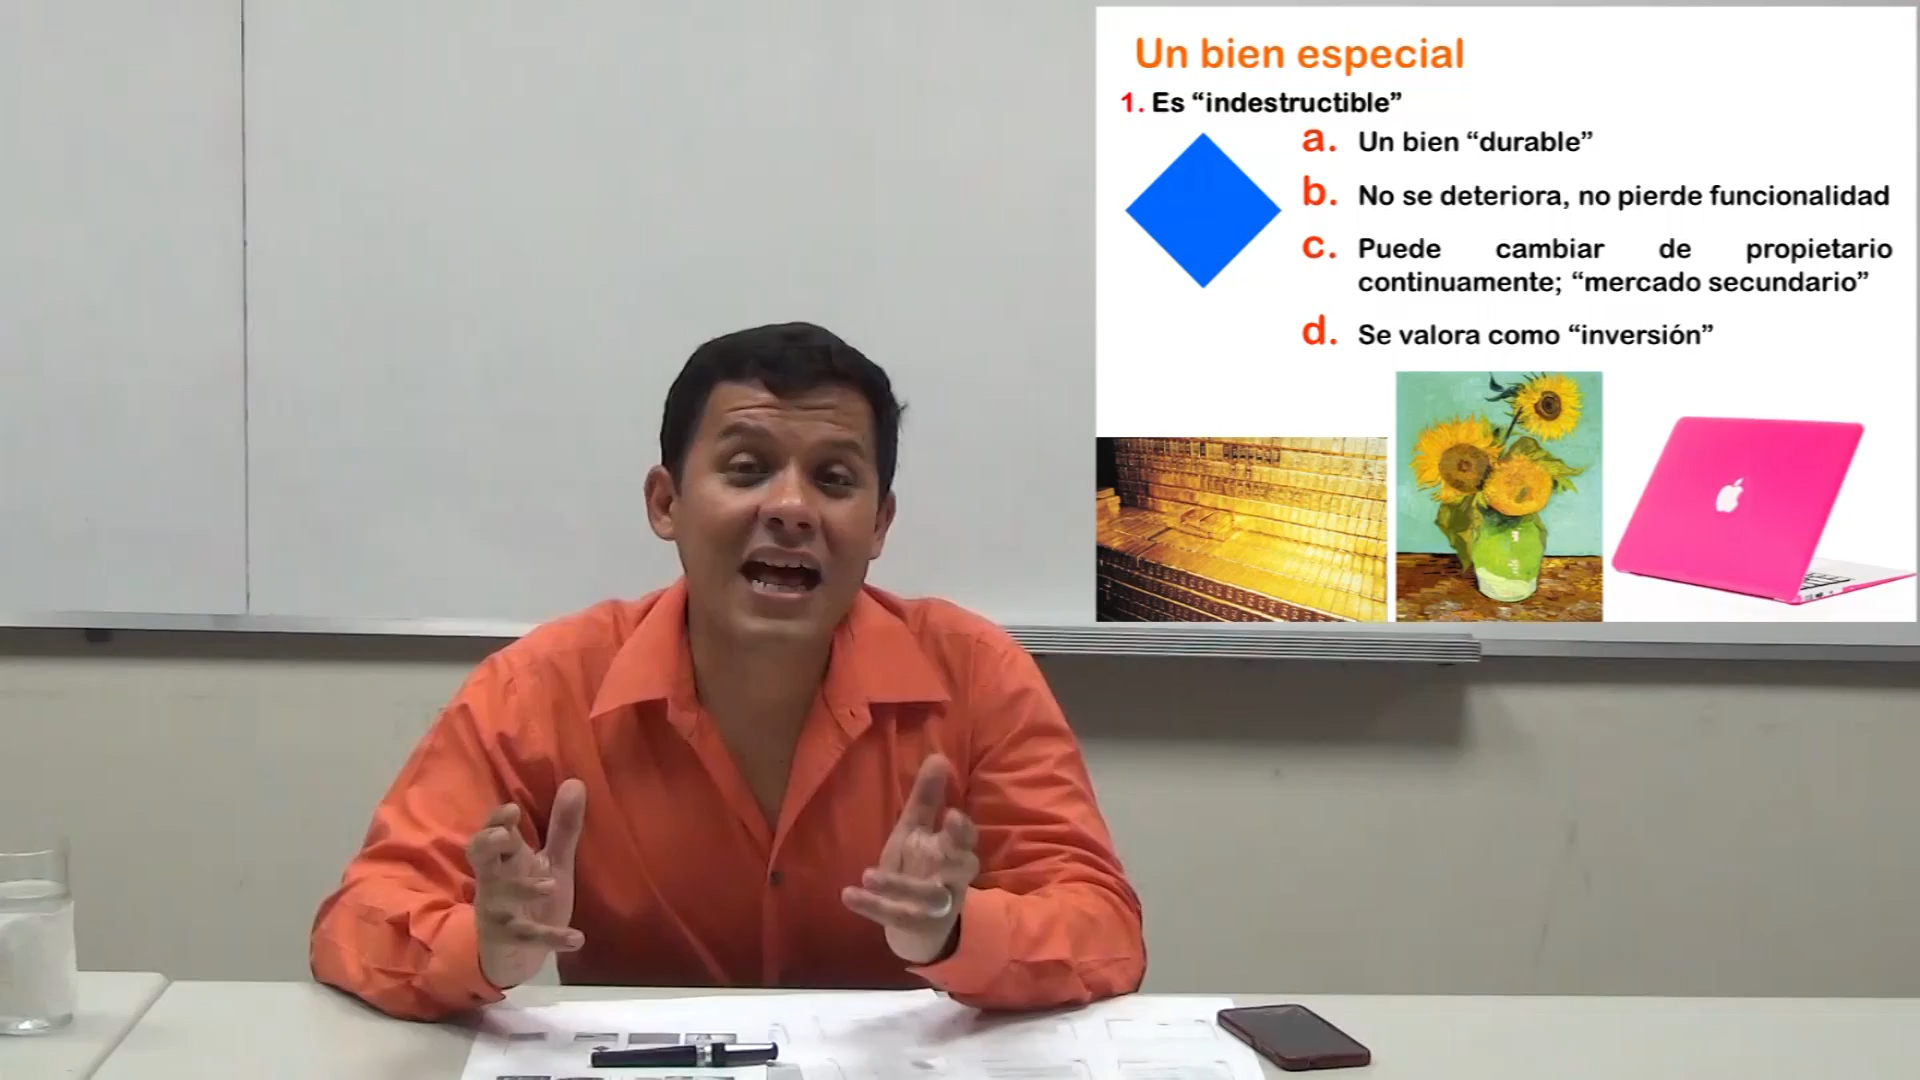 Un bien especial
1. Es “indestructible”
a. Un bien “durable”
b. No se deteriora, no pierde funcionalidad
c. Puede cambiar de propietario
continuamente; “mercado secundario”
d. Se valora como “inversión”